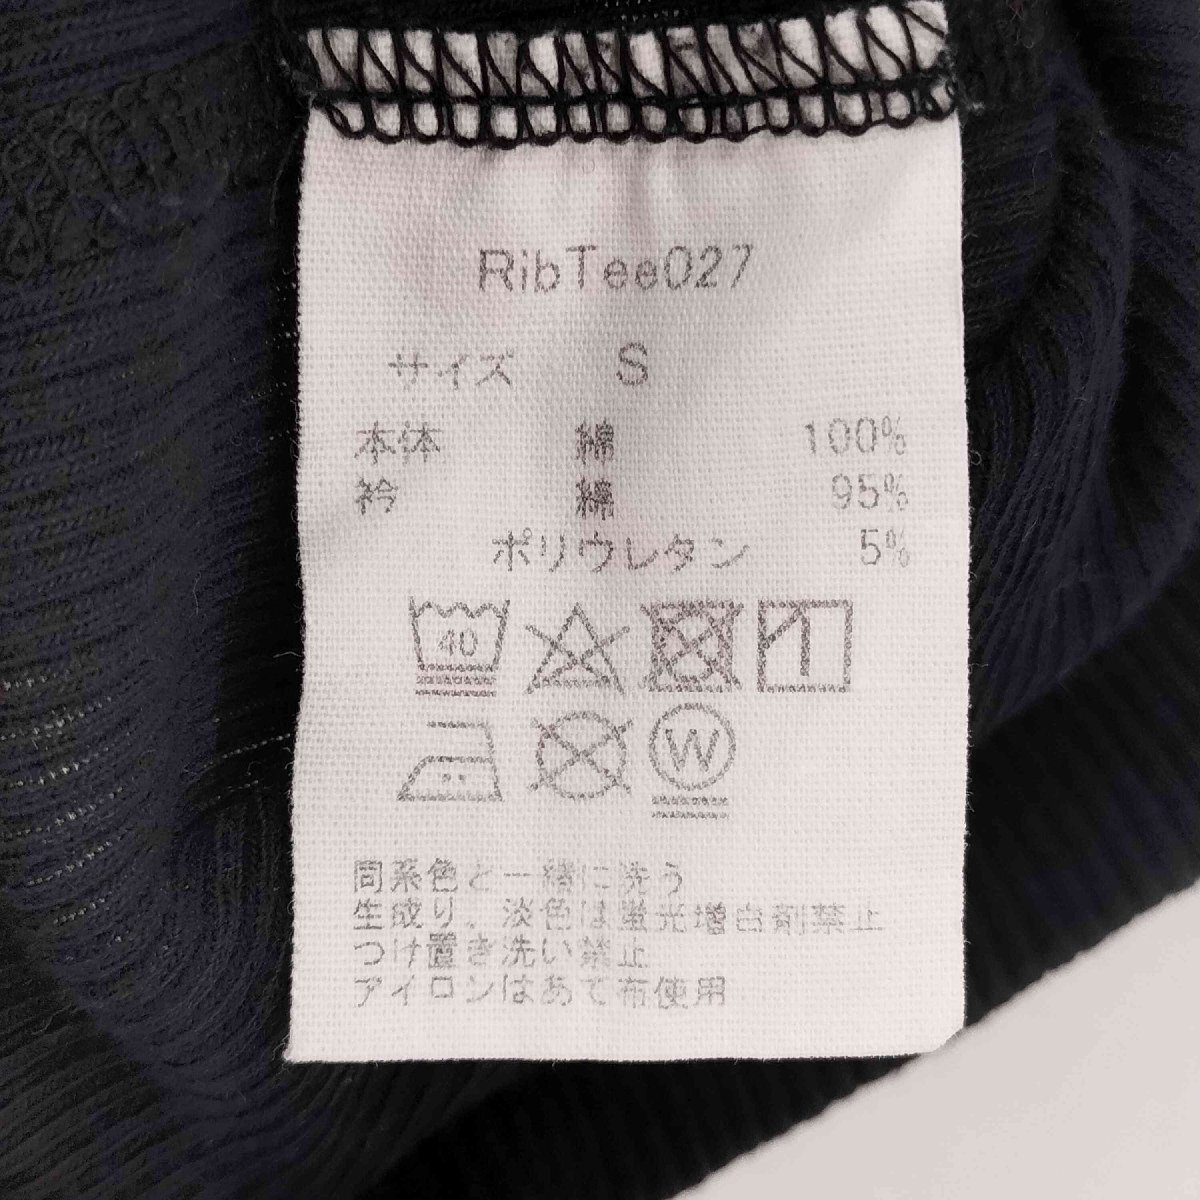 RibTee027
サイズ S
本体 綿 100%
衿 綿 95%
ポリウレタン 5%
40
W
同系色と一緒に洗う
生成り、淡色は蛍光増白剤禁止
つけ置き洗い禁止
アイロンはあて布使用